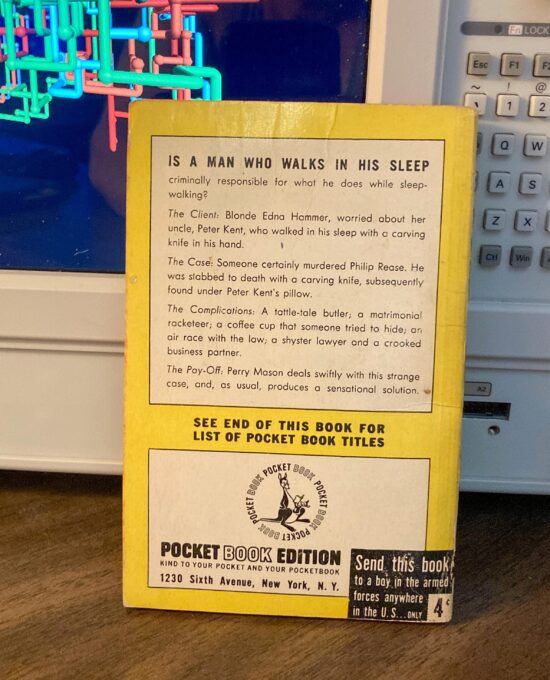 Fn LOCK
Esc F1 F2
~ ! @
` 1 2
Q W
A S
Z X
Ctl Win
A2
IS A MAN WHO WALKS IN HIS SLEEP
criminally responsible for what he does while sleep-
walking?
The Client: Blonde Edna Hammer, worried about her
uncle, Peter Kent, who walked in his sleep with a carving
knife in his hand.
The Case: Someone certainly murdered Philip Rease. He
was stabbed to death with a carving knife, subsequently
found under Peter Kent's pillow.
The Complications: A tattle-tale butler; a matrimonial
racketeer; a coffee cup that someone tried to hide; an
air race with the law; a shyster lawyer and a crooked
business partner.
The Pay-Off: Perry Mason deals swiftly with this strange
case, and, as usual, produces a sensational solution.
SEE END OF THIS BOOK FOR
LIST OF POCKET BOOK TITLES
POCKET BOOK POCKET BOOK POCKET BOOK POCKET BOOK
POCKET BOOK EDITION
KIND TO YOUR POCKET AND YOUR POCKETBOOK
1230 Sixth Avenue, New York, N. Y.
Send this book
to a boy in the armed
forces anywhere
in the U.S...ONLY 4¢